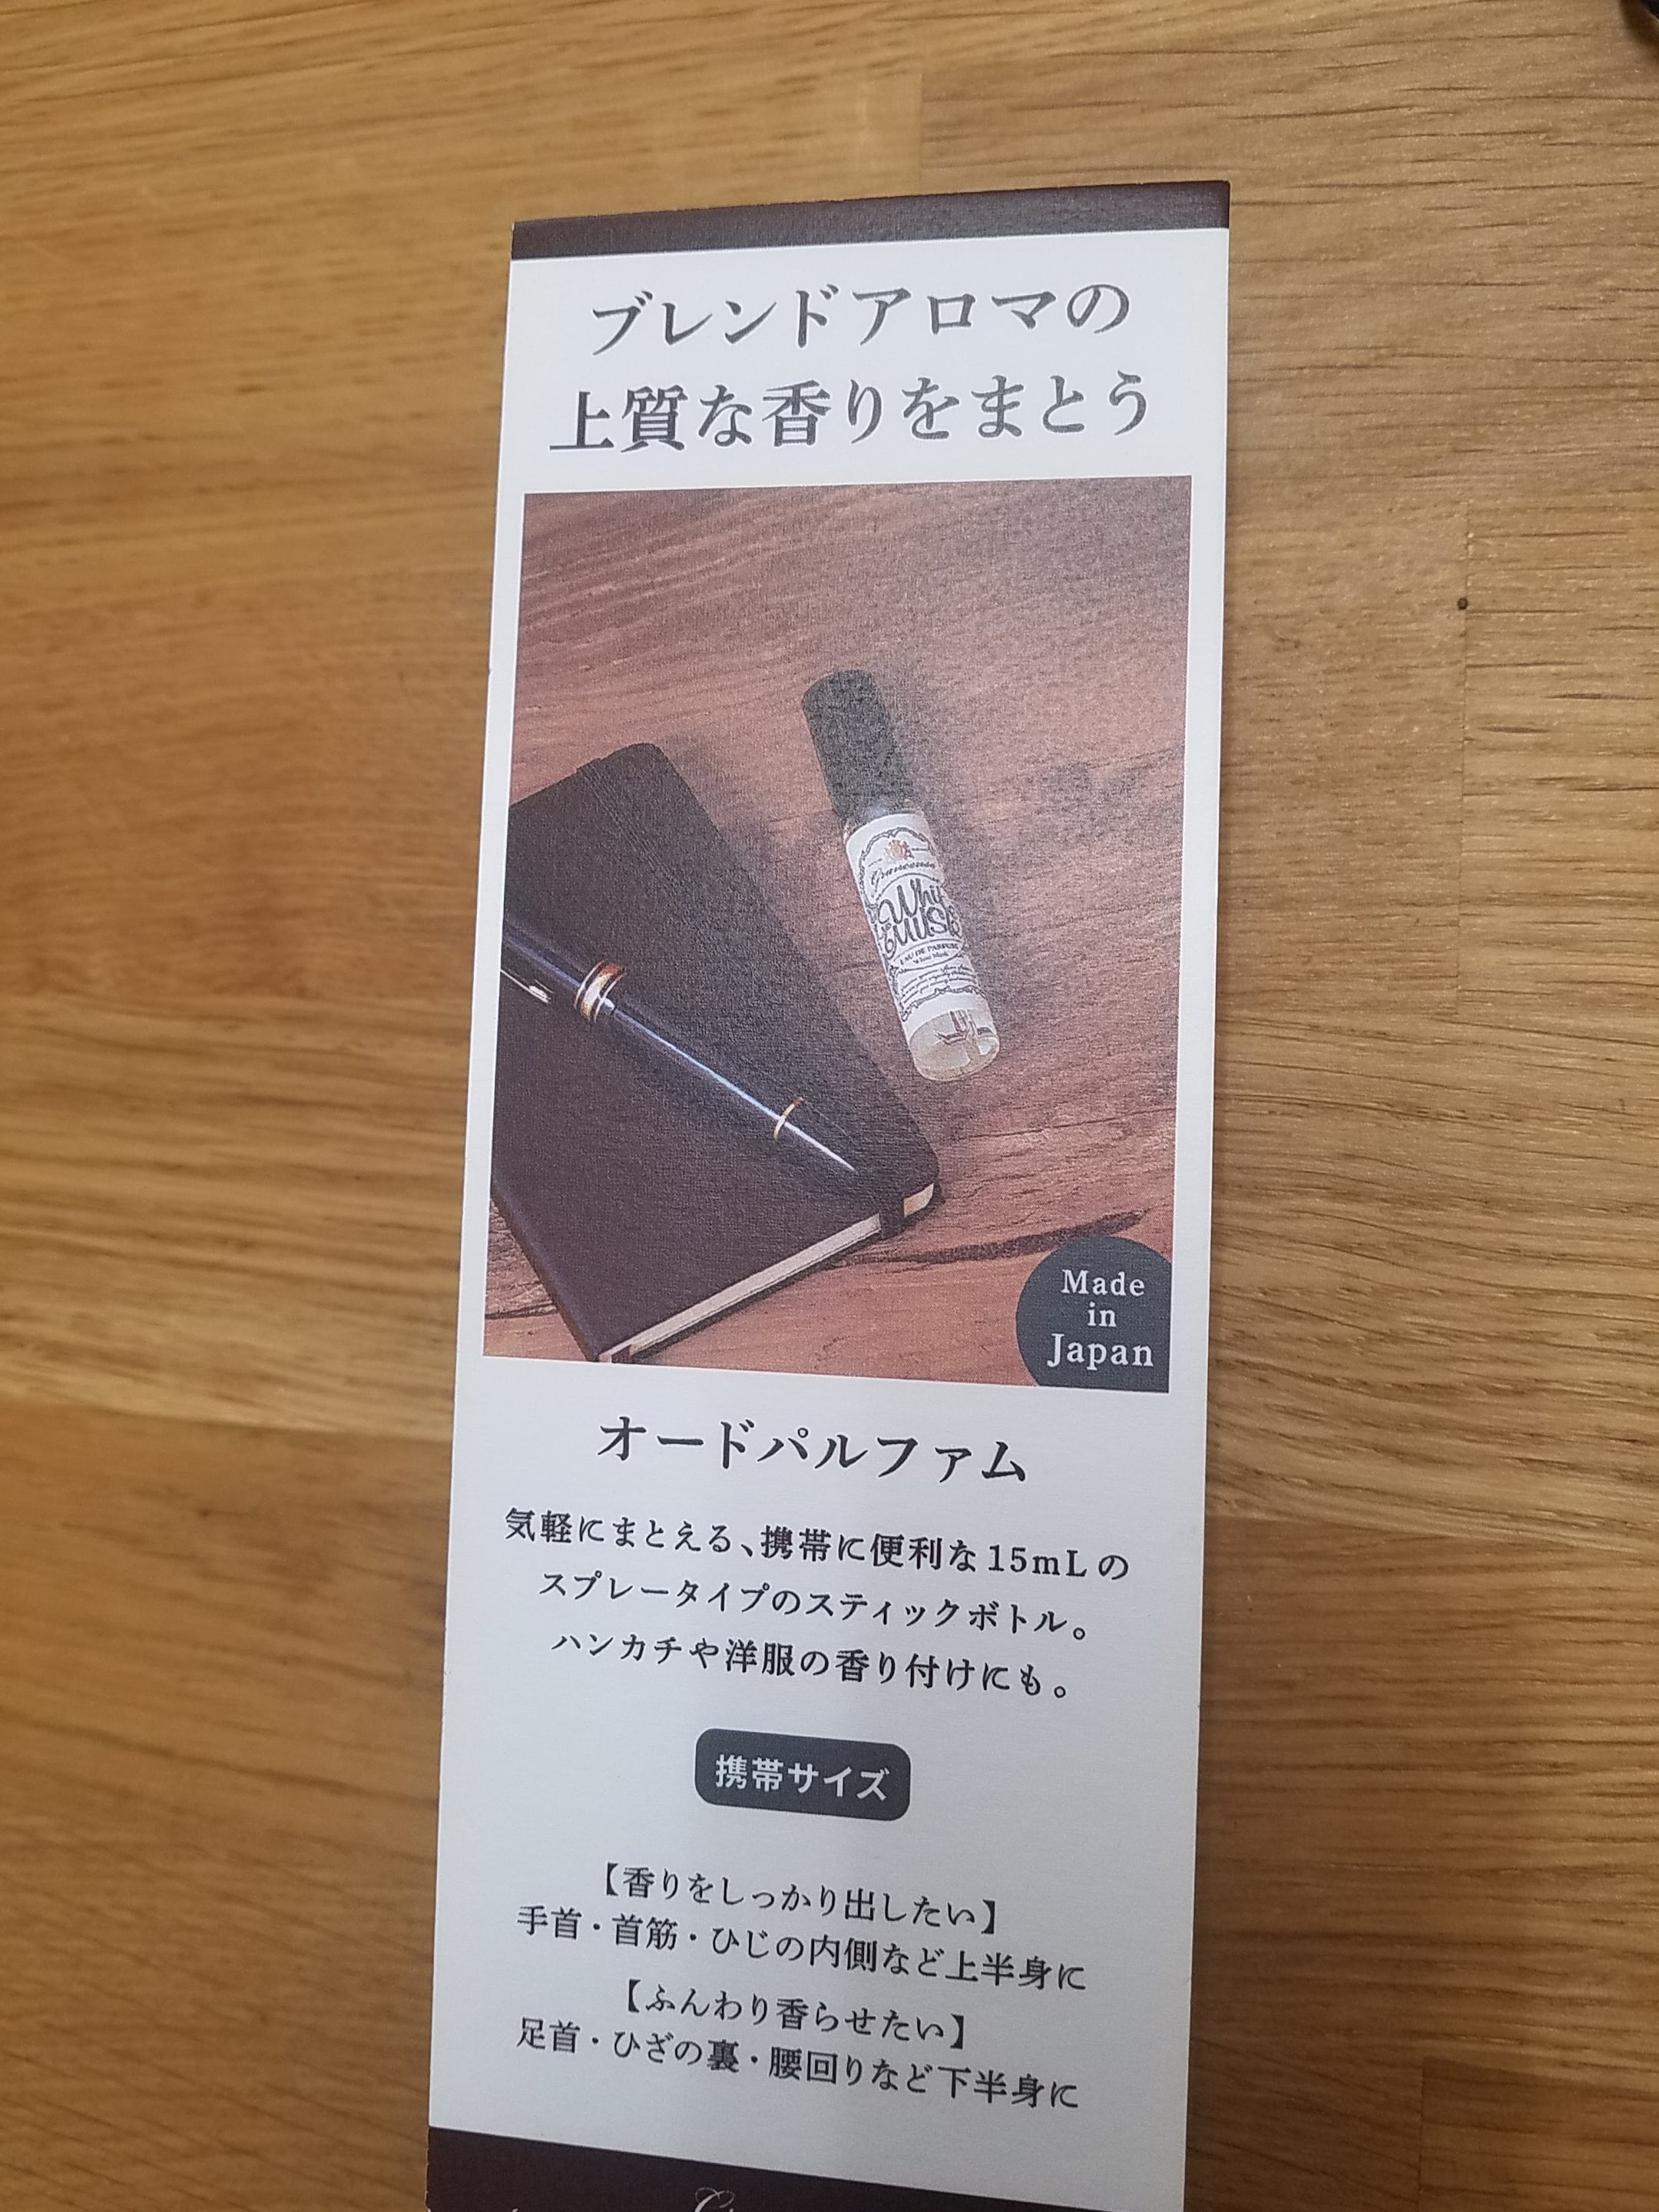 ブレンドアロマの
上質な香りをまとう
EAU DE PARFUM
Made
in
Japan
オードパルファム
気軽にまとえる、携帯に便利な15mLの
スプレータイプのスティックボトル。
ハンカチや洋服の香り付けにも。
携帯サイズ
【香りをしっかり出したい】
手首・首筋・ひじの内側など上半身に
【ふんわり香らせたい】
足首・ひざの裏・腰回りなど下半身に